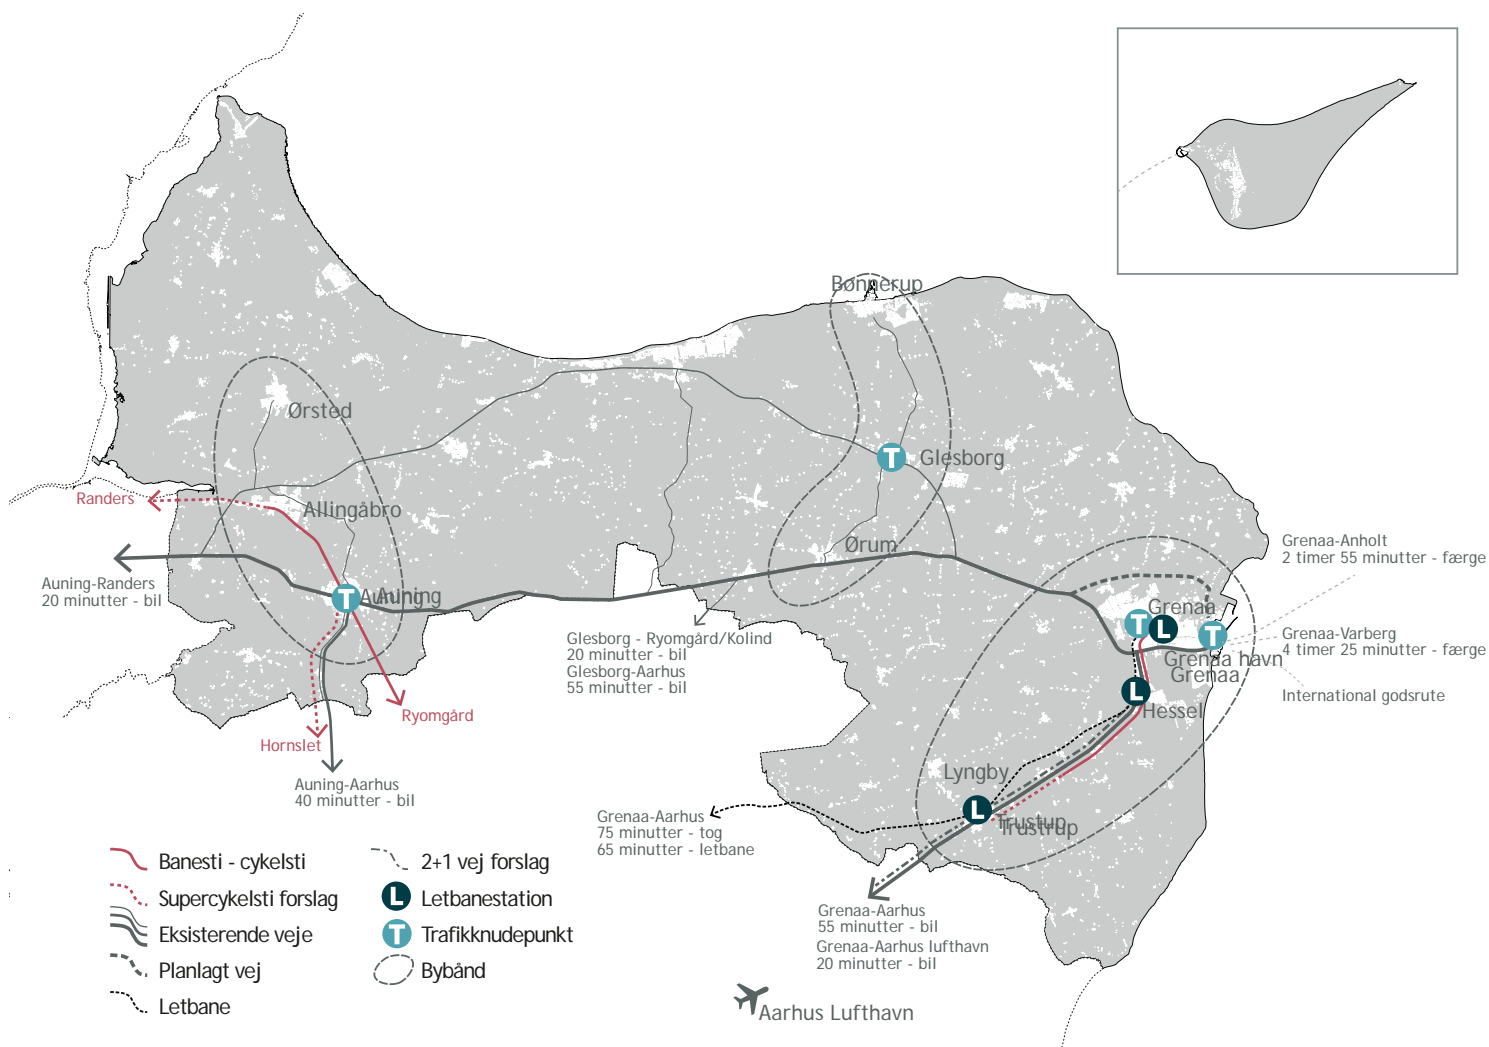 Bønnerup
Ørsted
Glesborg
Randers
Allingåbro
Ørum
Grenaa-Anholt
2 timer 55 minutter - færge
Auning-Randers
20 minutter - bil
Auning
Auning
Grenaa
Glesborg - Ryomgård/Kolind
20 minutter - bil
Glesborg-Aarhus
55 minutter - bil
Grenaa-Varberg
4 timer 25 minutter - færge
Grenaa havn
Grenaa
International godsrute
Hessel
Ryomgård
Hornslet
Lyngby
Auning-Aarhus
40 minutter - bil
Grenaa-Aarhus
75 minutter - tog
65 minutter - letbane
Trustup
Trustrup
Banesti - cykelsti
Supercykelsti forslag
Eksisterende veje
Planlagt vej
Letbane
2+1 vej forslag
L Letbanestation
T Trafikknudepunkt
Bybånd
Grenaa-Aarhus
55 minutter - bil
Grenaa-Aarhus lufthavn
20 minutter - bil
Aarhus Lufthavn
T
T
T
L
T
L
L